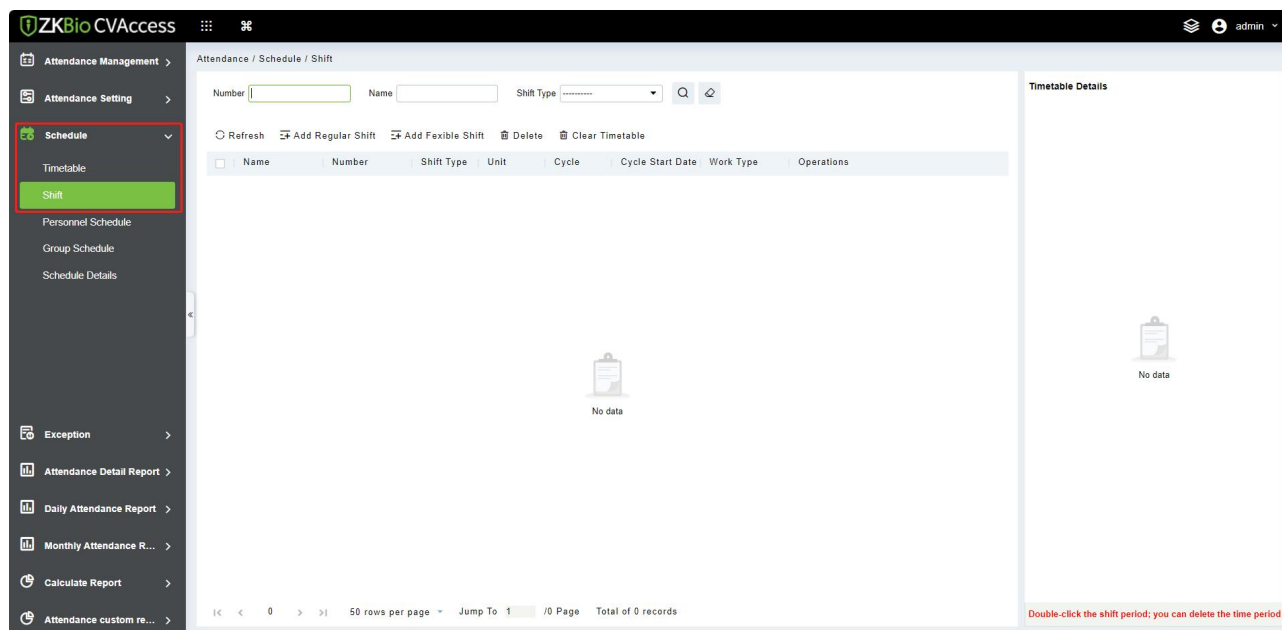 ZKBio CVAccess
admin
Attendance Management
Attendance Setting
Schedule
Timetable
Shift
Personnel Schedule
Group Schedule
Schedule Details
Exception
Attendance Detail Report
Daily Attendance Report
Monthly Attendance R...
Calculate Report
Attendance custom re...
Attendance / Schedule / Shift
Number Name Shift Type ----------
Refresh Add Regular Shift Add Fexible Shift Delete Clear Timetable
Name Number Shift Type Unit Cycle Cycle Start Date Work Type Operations
No data
|< < 0 > >| 50 rows per page Jump To 1 /0 Page Total of 0 records
Timetable Details
No data
Double-click the shift period; you can delete the time period